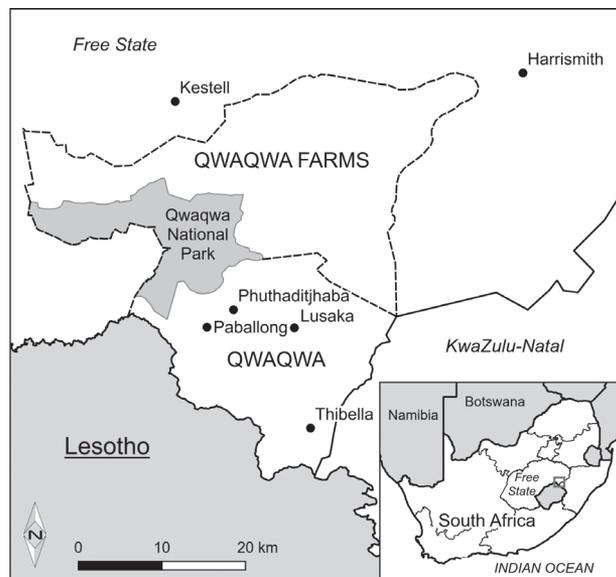 Free State
Harrismith
Kestell
QWAQWA FARMS
Qwaqwa
National
Park
Phuthaditjhaba
Paballong
Lusaka
QWAQWA
KwaZulu-Natal
Thibella
Lesotho
N
0 10 20 km
Botswana
Namibia
Free
State
South Africa
INDIAN OCEAN